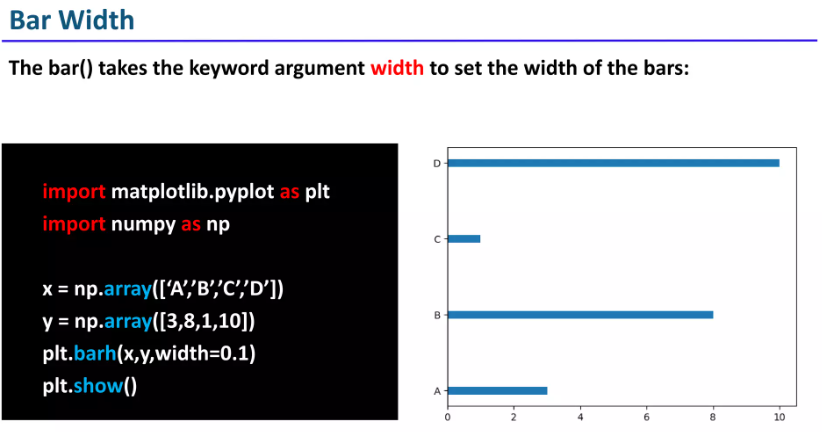 Bar Width
The bar() takes the keyword argument width to set the width of the bars:
import matplotlib.pyplot as plt
import numpy as np
x = np.array([‘A’,’B’,’C’,’D’])
y = np.array([3,8,1,10])
plt.barh(x,y,width=0.1)
plt.show()
D
C
B
A
0 2 4 6 8 10